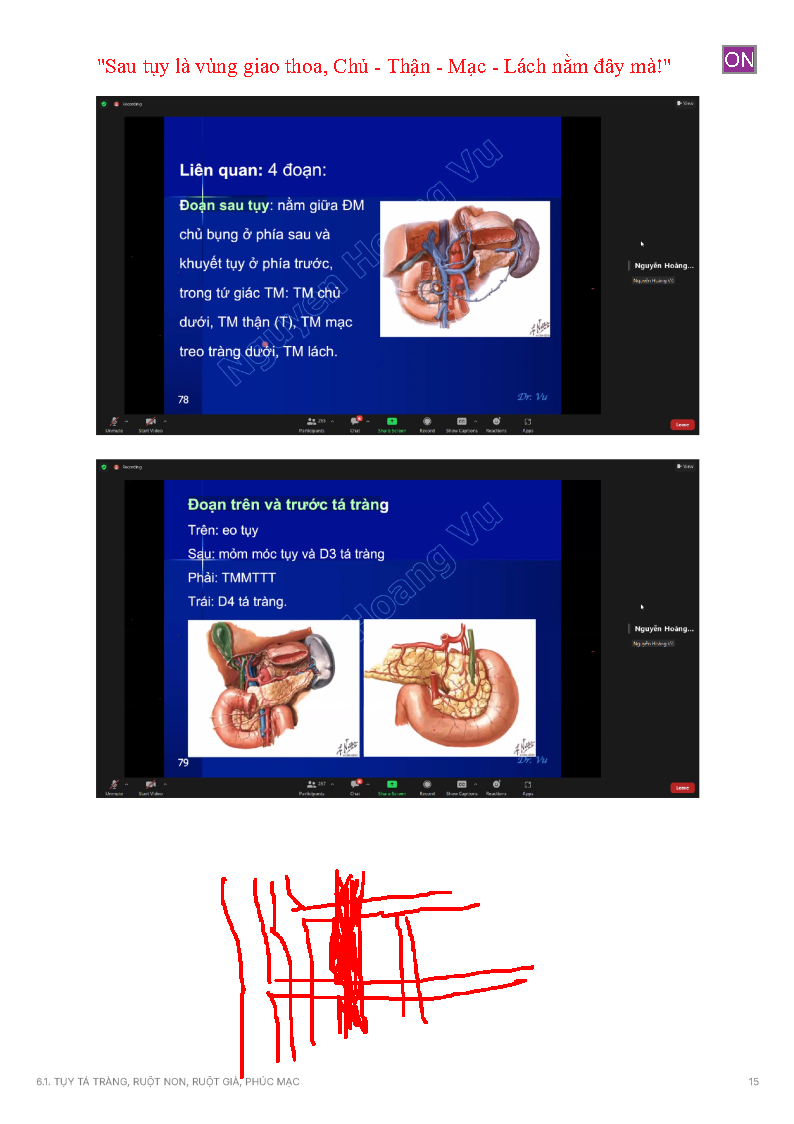 "Sau tụy là vùng giao thoa, Chủ - Thận - Mạc - Lách nằm đây mà!"
ON
Recording
View
Liên quan: 4 đoạn:
Đoạn sau tụy: nằm giữa ĐM
chủ bụng ở phía sau và
khuyết tụy ở phía trước,
trong tứ giác TM: TM chủ
dưới, TM thận (T), TM mạc
treo tràng dưới, TM lách.
Nguyen Hoang Vu
Nguyễn Hoàng...
Nguyễn Hoàng Vũ
78
Dr. Vu
Unmute
Start Video
Participants
Chat
Share Screen
Record
Show Captions
Reactions
Apps
Leave
Recording
View
Đoạn trên và trước tá tràng
Trên: eo tụy
Sau: mỏm móc tụy và D3 tá tràng
Phải: TMMTTT
Trái: D4 tá tràng.
Hoang Vu
Nguyễn Hoàng...
Nguyễn Hoàng Vũ
79
Dr. Vu
Unmute
Start Video
Participants
Chat
Share Screen
Record
Show Captions
Reactions
Apps
Leave
6.1. TỤY TÁ TRÀNG, RUỘT NON, RUỘT GIÀ, PHÚC MẠC
15